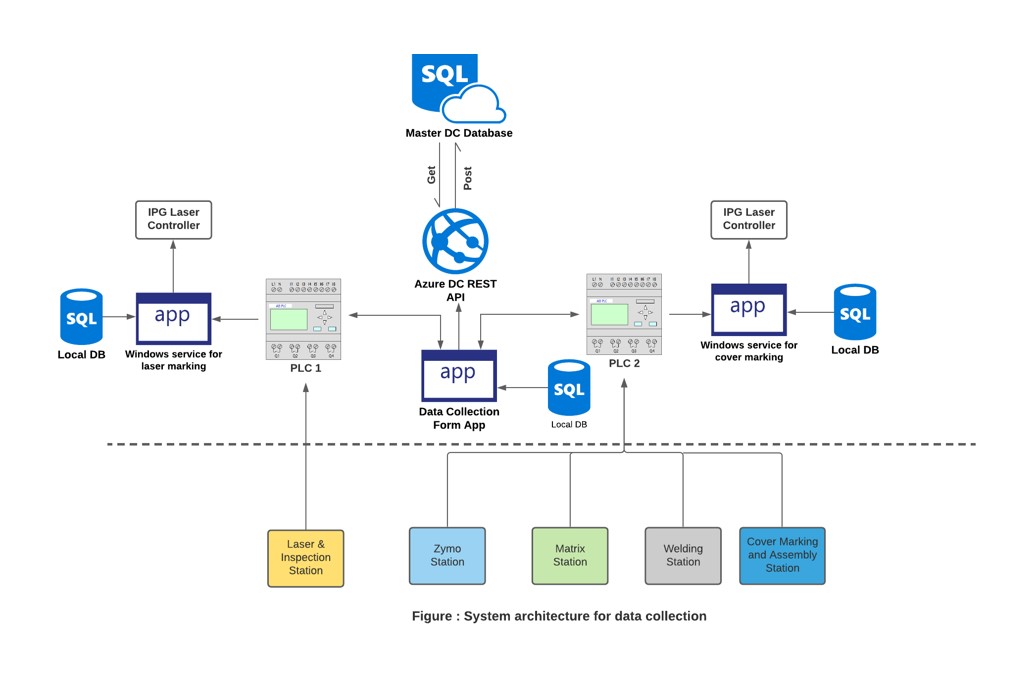 SQL
Master DC Database
Get
Post
IPG Laser
Controller
IPG Laser
Controller
Azure DC REST
API
SQL
Local DB
app
Windows service for
laser marking
PLC 1
app
Data Collection
Form App
SQL
Local DB
PLC 2
app
Windows service for
cover marking
SQL
Local DB
Laser &
Inspection
Station
Zymo
Station
Matrix
Station
Welding
Station
Cover Marking
and Assembly
Station
Figure : System architecture for data collection